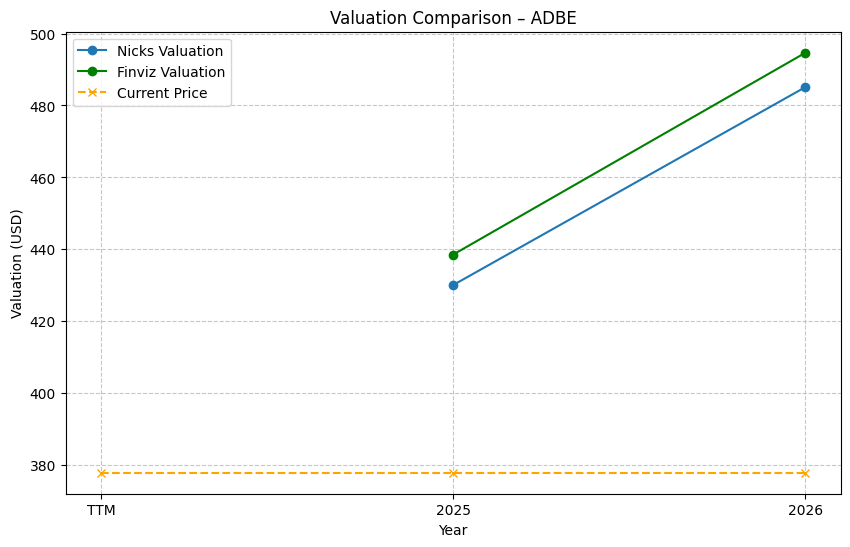 Valuation Comparison – ADBE
Nicks Valuation
Finviz Valuation
Current Price
Valuation (USD)
500
480
460
440
420
400
380
TTM
2025
2026
Year